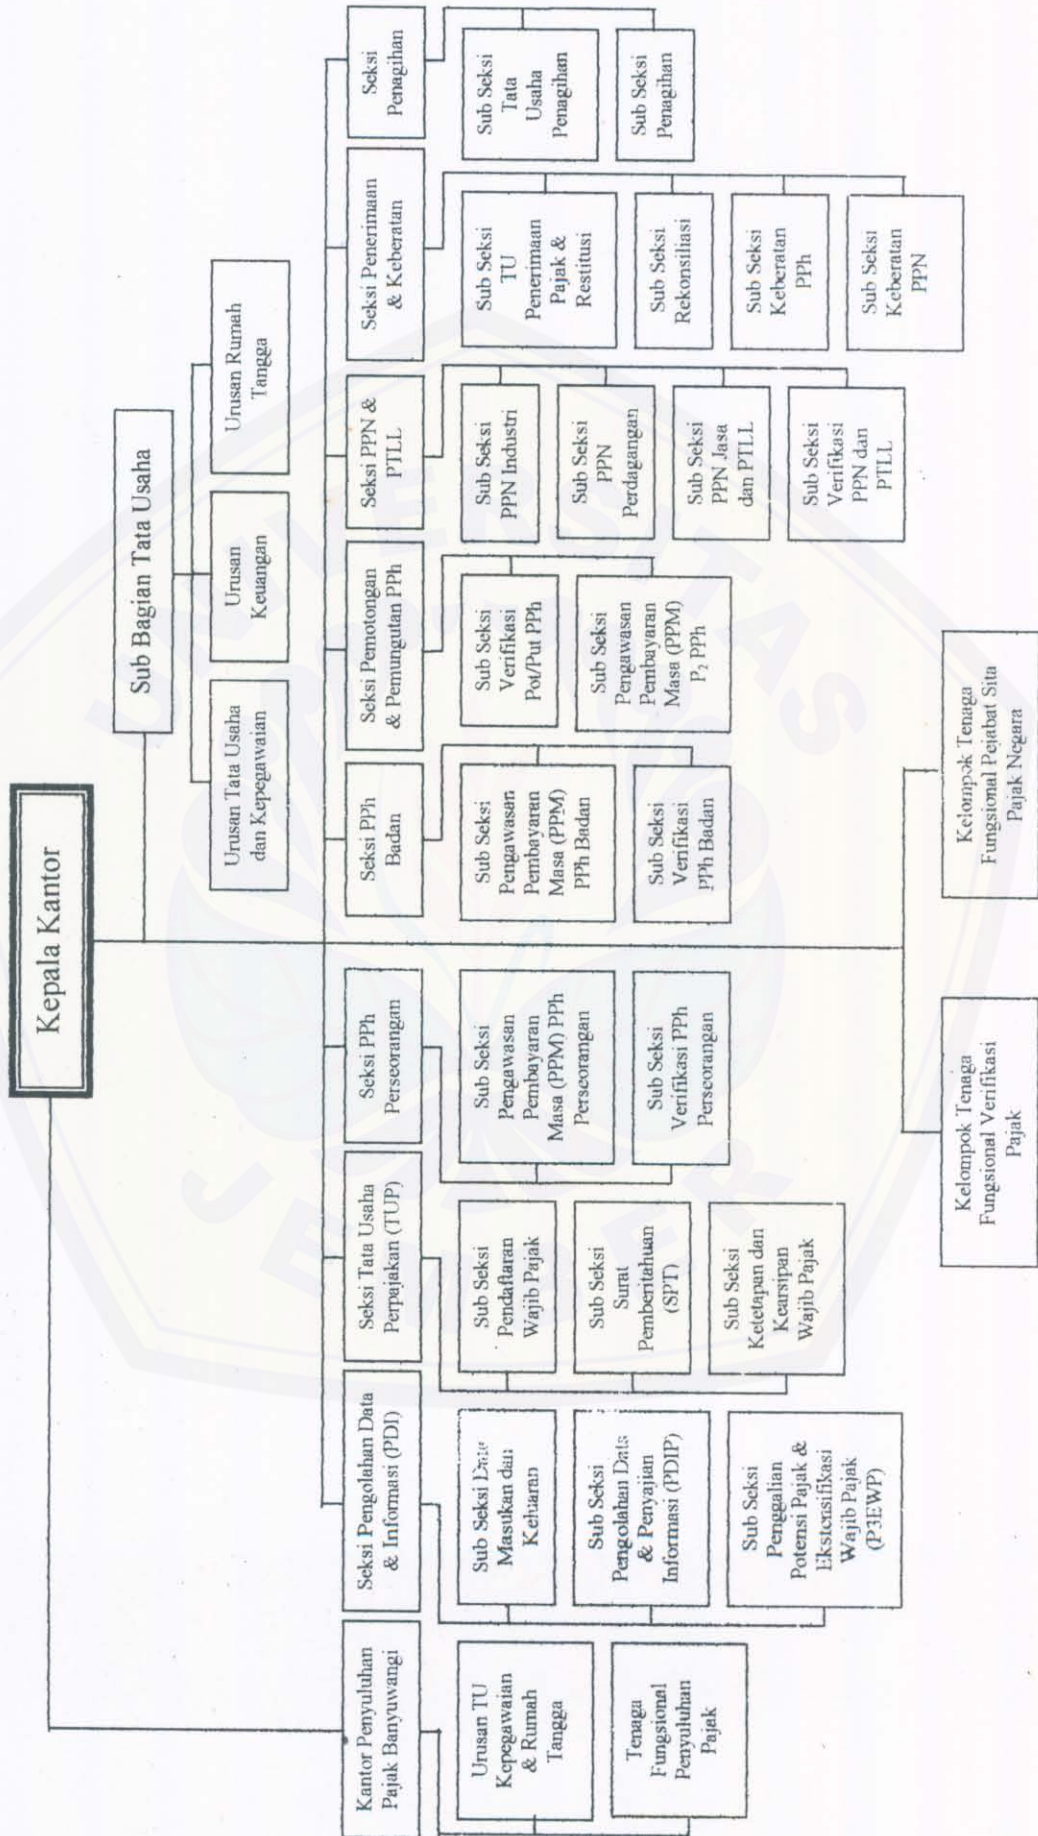 Kepala Kantor
Sub Bagian Tata Usaha
Urusan Tata Usaha
dan Kepegawaian
Urusan
Keuangan
Urusan Rumah
Tangga
Kantor Penyuluhan
Pajak Banyuwangi
Urusan TU
Kepegawaian
& Rumah
Tangga
Tenaga
Fungsional
Penyuluhan
Pajak
Seksi Pengolahan Data
& Informasi (PDI)
Sub Seksi Data
Masukan dan
Keluaran
Sub Seksi
Pengolahan Data
& Penyajian
Informasi (PDIP)
Sub Seksi
Penggalian
Potensi Pajak &
Ekstensifikasi
Wajib Pajak
(P3EWP)
Seksi Tata Usaha
Perpajakan (TUP)
Sub Seksi
Pendaftaran
Wajib Pajak
Sub Seksi
Surat
Pemberitahuan
(SPT)
Sub Seksi
Ketetapan dan
Kearsipan
Wajib Pajak
Seksi PPh
Perseorangan
Sub Seksi
Pengawasan
Pembayaran
Masa (PPM) PPh
Perseorangan
Sub Seksi
Verifikasi PPh
Perseorangan
Seksi PPh
Badan
Sub Seksi
Pengawasan
Pembayaran
Masa (PPM)
PPh Badan
Sub Seksi
Verifikasi
PPh Badan
Seksi Pemotongan
& Pemungutan PPh
Sub Seksi
Verifikasi
Pot/Put PPh
Sub Seksi
Pengawasan
Pembayaran
Masa (PPM)
P₂ PPh
Seksi PPN &
PTLL
Sub Seksi
PPN Industri
Sub Seksi
PPN
Perdagangan
Sub Seksi
PPN Jasa
dan PTLL
Sub Seksi
Verifikasi
PPN dan
PTLL
Seksi Penerimaan
& Keberatan
Sub Seksi
TU
Penerimaan
Pajak &
Restitusi
Sub Seksi
Rekonsiliasi
Sub Seksi
Keberatan
PPh
Sub Seksi
Keberatan
PPN
Seksi
Penagihan
Sub Seksi
Tata
Usaha
Penagihan
Sub Seksi
Penagihan
Kelompok Tenaga
Fungsional Verifikasi
Pajak
Kelompok Tenaga
Fungsional Pejabat Sita
Pajak Negara
UNIVERSITAS
JEMBER